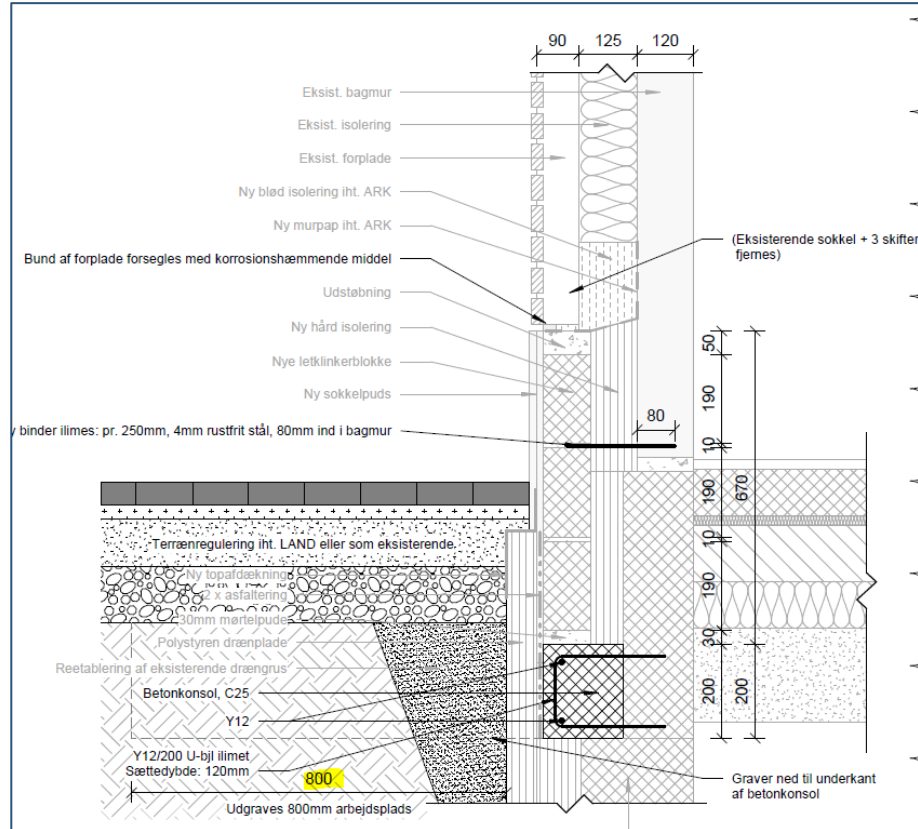 90 125 120
Eksist. bagmur
Eksist. isolering
Eksist. forplade
Ny blød isolering iht. ARK
Ny murpap iht. ARK
(Eksisterende sokkel + 3 skifter
fjernes)
Bund af forplade forsegles med korrosionshæmmende middel
Udstøbning
Ny hård isolering
Nye letklinkerblokke
Ny sokkelpuds
50
190
80
y binder ilimes: pr. 250mm, 4mm rustfrit stål, 80mm ind i bagmur
10
190
670
Terrænregulering iht. LAND eller som eksisterende.
10
Ny topafdækning
2 x asfaltering
190
30mm mørtelpude
30
Polystyren drænplade
Reetablering af eksisterende drængrus
Betonkonsol, C25
200 200
Y12
Y12/200 U-bjl ilimet
Sættedybde: 120mm
800
Graver ned til underkant
af betonkonsol
Udgraves 800mm arbejdsplads